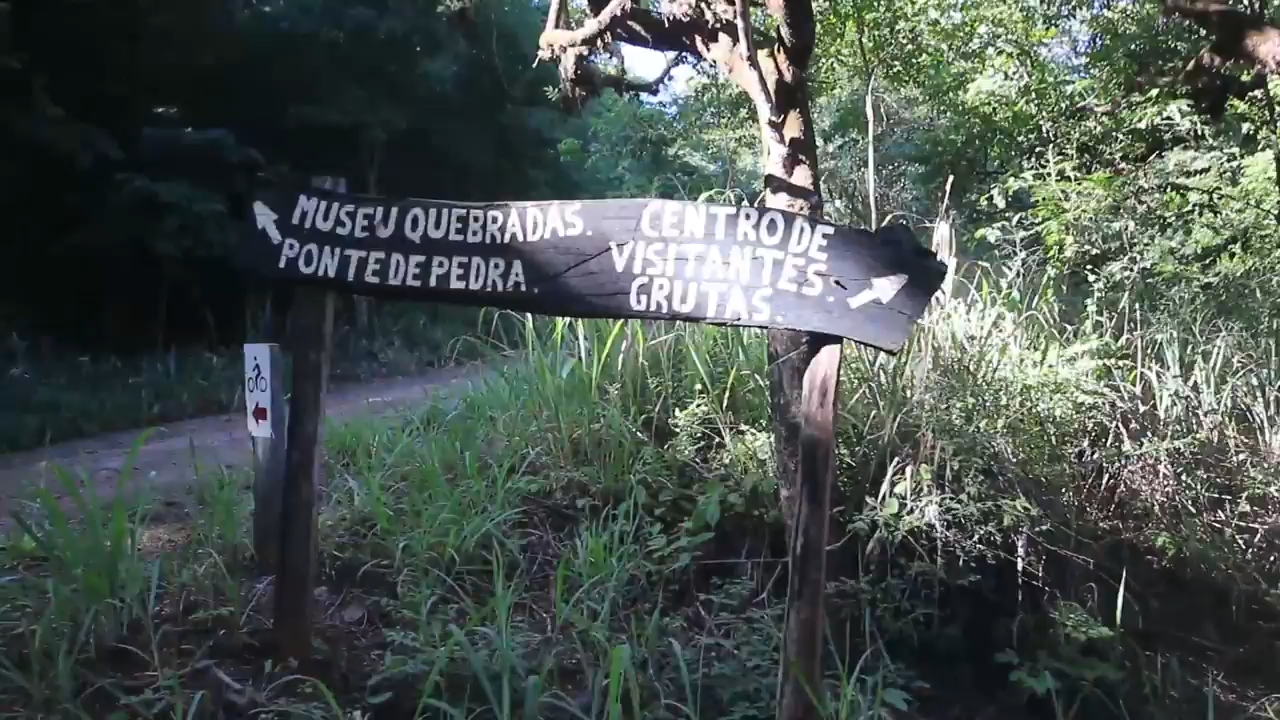 MUSEU QUEBRADAS.
PONTE DE PEDRA.
CENTRO DE
VISITANTES.
GRUTAS.